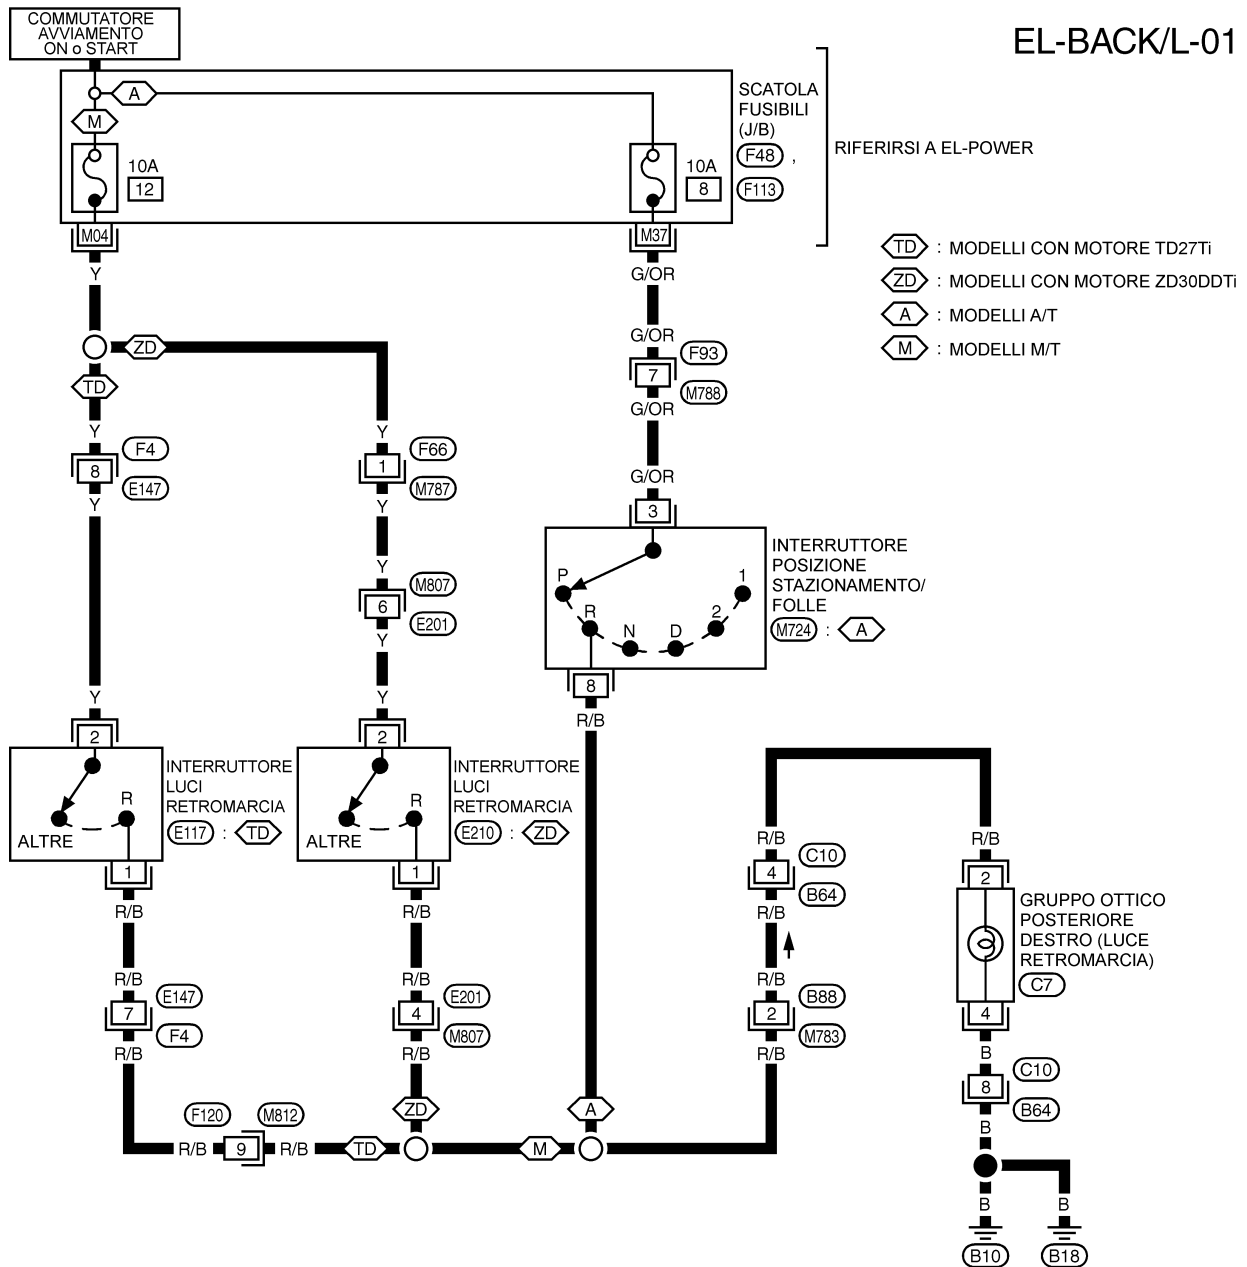 COMMUTATORE
AVVIAMENTO
ON o START
EL-BACK/L-01
A
M
10A
12
10A
8
SCATOLA
FUSIBILI
(J/B)
F48 ,
F113
RIFERIRSI A EL-POWER
M04
M37
TD : MODELLI CON MOTORE TD27Ti
ZD : MODELLI CON MOTORE ZD30DDTi
A : MODELLI A/T
M : MODELLI M/T
Y
G/OR
G/OR
ZD
TD
7
F93
M788
G/OR
Y
Y
8
F4
E147
1
F66
M787
Y
Y
G/OR
3
Y
6
M807
E201
Y
INTERRUTTORE
POSIZIONE
STAZIONAMENTO/
FOLLE
M724 : A
P
R
N
D
2
1
8
R/B
Y
Y
2
2
INTERRUTTORE
LUCI
RETROMARCIA
E117 : TD
ALTRE
R
1
INTERRUTTORE
LUCI
RETROMARCIA
E210 : ZD
ALTRE
R
1
R/B
R/B
R/B
R/B
7
E147
F4
4
E201
M807
R/B
R/B
R/B
R/B
4
C10
B64
R/B
R/B
2
B88
M783
R/B
2
GRUPPO OTTICO
POSTERIORE
DESTRO (LUCE
RETROMARCIA)
C7
4
B
8
C10
B64
B
ZD
A
F120
M812
R/B
9
R/B
TD
M
B
B
B10
B18